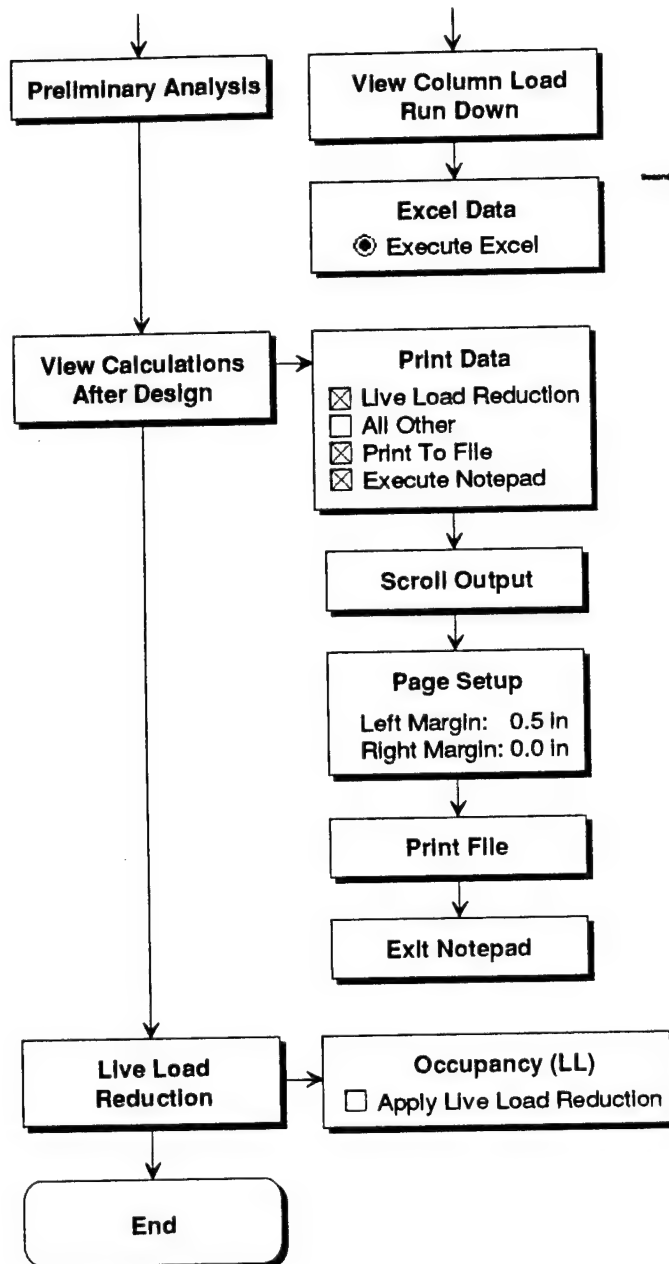 Preliminary Analysis
View Column Load
Run Down
Excel Data
Execute Excel
View Calculations
After Design
Print Data
Live Load Reduction
All Other
Print To File
Execute Notepad
Scroll Output
Page Setup
Left Margin: 0.5 in
Right Margin: 0.0 in
Print File
Exit Notepad
Live Load
Reduction
Occupancy (LL)
Apply Live Load Reduction
End